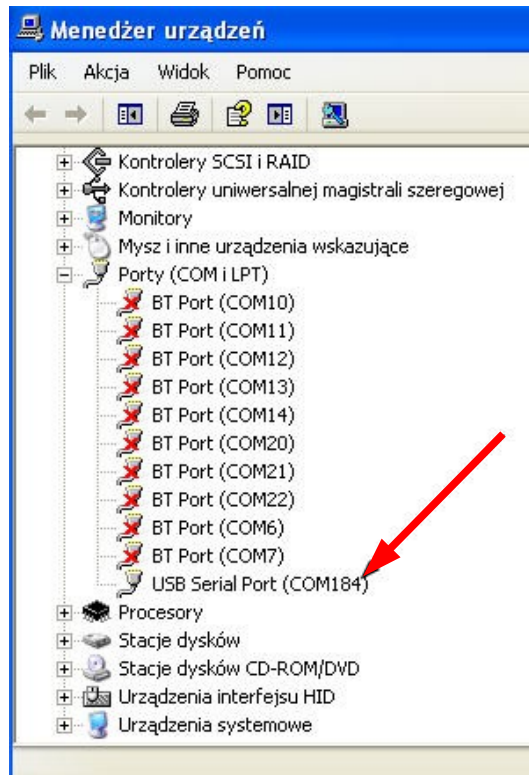 Menedżer urządzeń
Plik Akcja Widok Pomoc
Kontrolery SCSI i RAID
Kontrolery uniwersalnej magistrali szeregowej
Monitory
Mysz i inne urządzenia wskazujące
Porty (COM i LPT)
BT Port (COM10)
BT Port (COM11)
BT Port (COM12)
BT Port (COM13)
BT Port (COM14)
BT Port (COM20)
BT Port (COM21)
BT Port (COM22)
BT Port (COM6)
BT Port (COM7)
USB Serial Port (COM184)
Procesory
Stacje dysków
Stacje dysków CD-ROM/DVD
Urządzenia interfejsu HID
Urządzenia systemowe